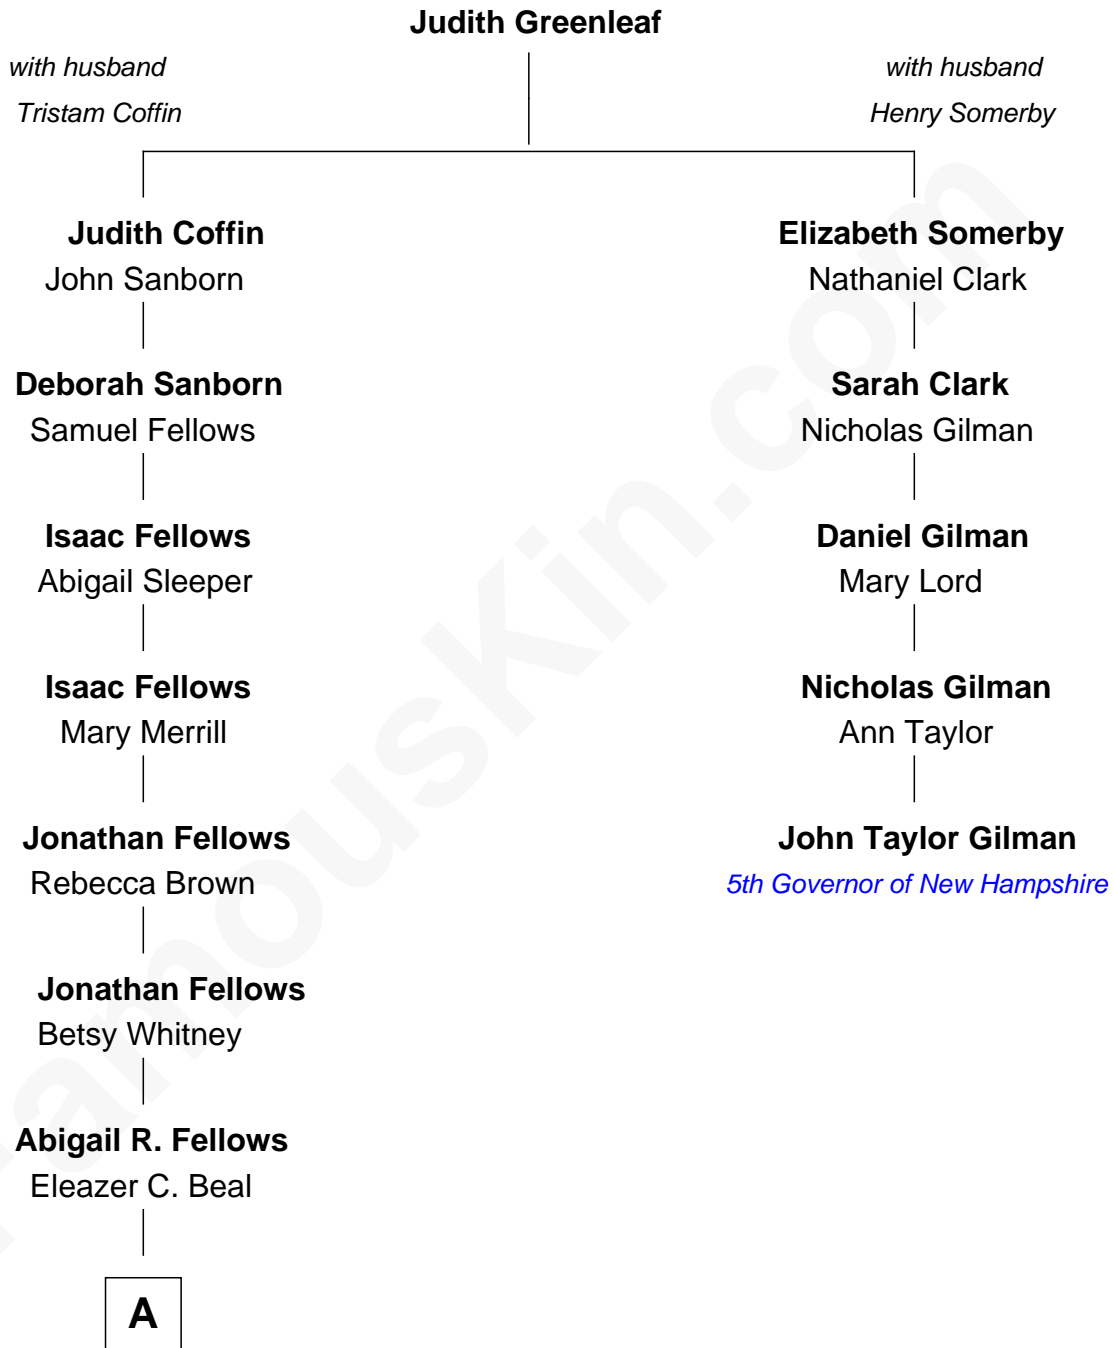 Judith Greenleaf
with husband
Tristam Coffin
with husband
Henry Somerby
Judith Coffin
John Sanborn
Deborah Sanborn
Samuel Fellows
Isaac Fellows
Abigail Sleeper
Isaac Fellows
Mary Merrill
Jonathan Fellows
Rebecca Brown
Jonathan Fellows
Betsy Whitney
Abigail R. Fellows
Eleazer C. Beal
A
Elizabeth Somerby
Nathaniel Clark
Sarah Clark
Nicholas Gilman
Daniel Gilman
Mary Lord
Nicholas Gilman
Ann Taylor
John Taylor Gilman
5th Governor of New Hampshire
FamousKin.com